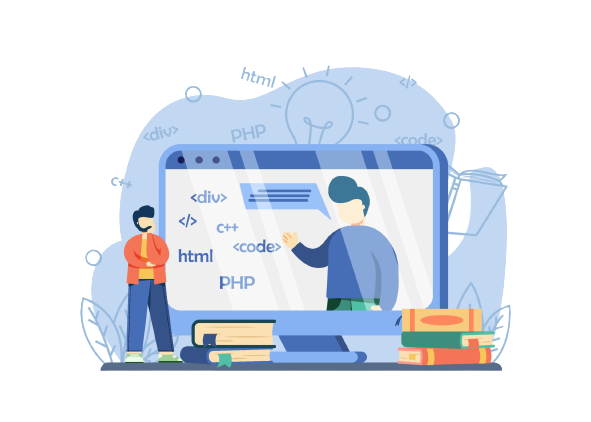 html
</>
<div>
PHP
<code>
c++
<div>
</>
c++
<code>
html
PHP